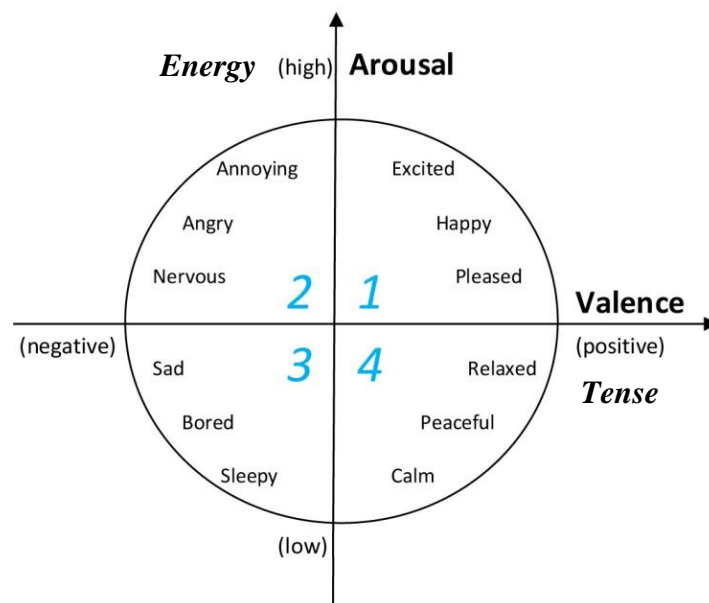 Energy (high) Arousal
Annoying Excited
Angry Happy
Nervous Pleased
2 1
Valence
(negative) (positive)
3 4
Sad Relaxed
Tense
Bored Peaceful
Sleepy Calm
(low)